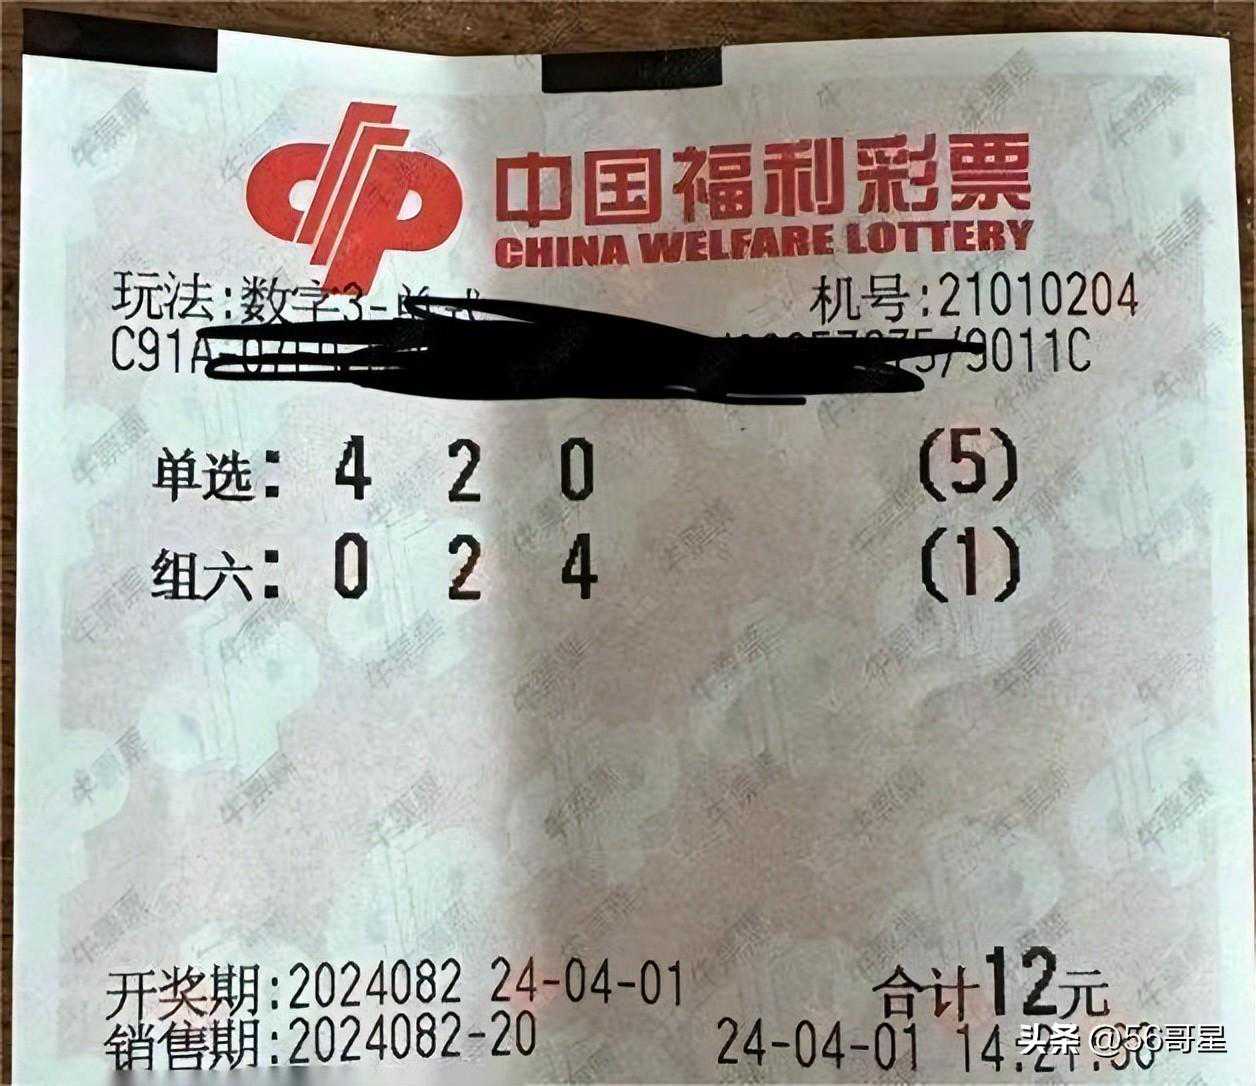 中国福利彩票
CHINA WELFARE LOTTERY
玩法:数字3-单式 机号:21010204
C91A /9011C
单选: 4 2 0 (5)
组六: 0 2 4 (1)
开奖期:2024082 24-04-01 合计12元
销售期:2024082-20 24-04-01
头条 @56哥星